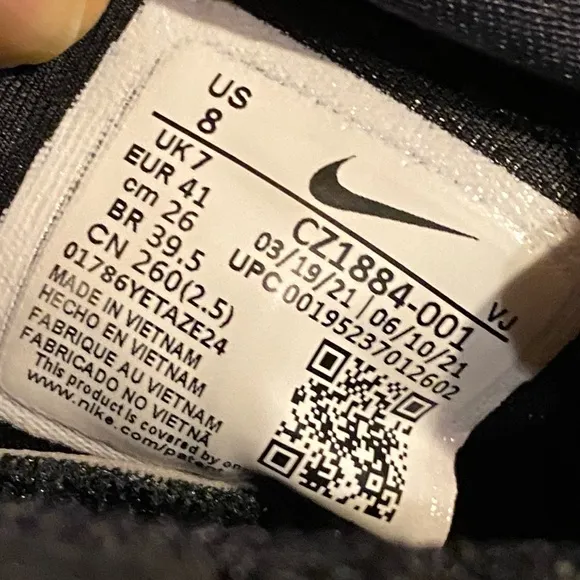 US
8
UK 7
EUR 41
cm 26
BR 39.5
CN 260(2.5)
01786YETAZE24
MADE IN VIETNAM
HECHO EN VIETNAM
FABRIQUE AU VIETNAM
FABRICADO NO VIETNÃ
This product is covered by
www.nike.com/
CZ1884-001
03/19/21 | 06/10/21
UPC 00195237012602
VJ